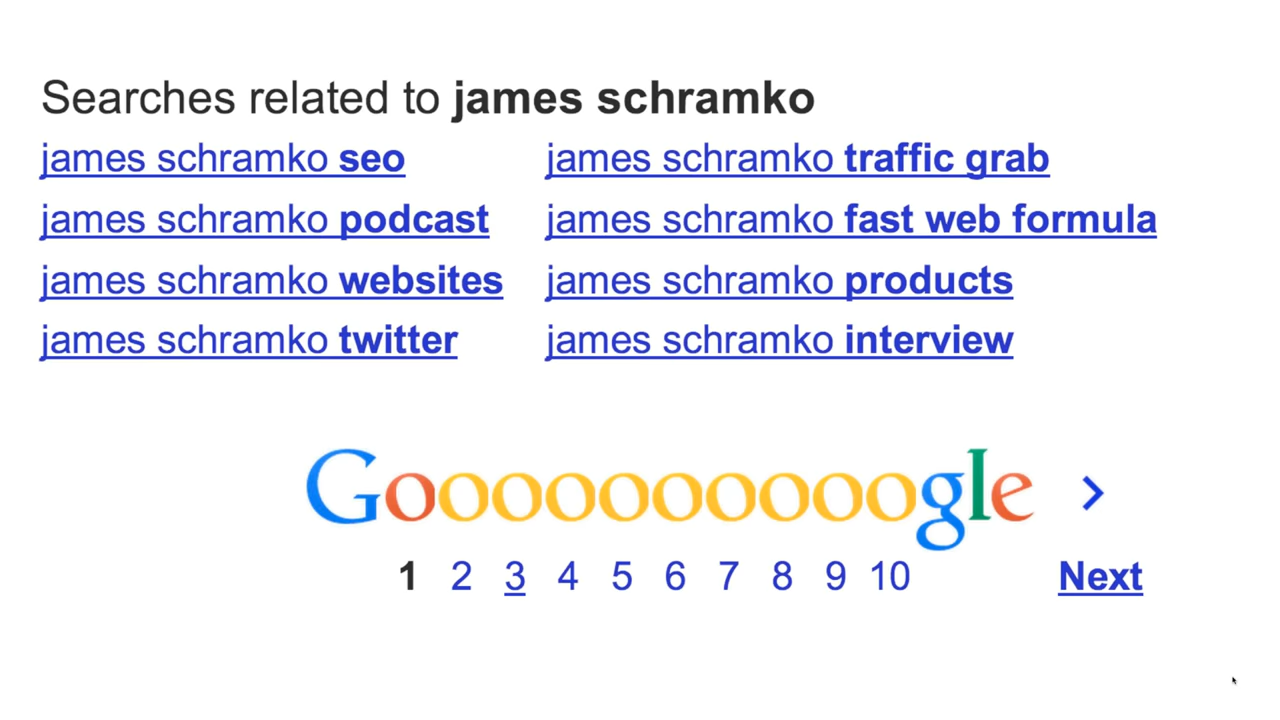 Searches related to james schramko
james schramko seo james schramko traffic grab
james schramko podcast james schramko fast web formula
james schramko websites james schramko products
james schramko twitter james schramko interview
Goooooooooogle >
1 2 3 4 5 6 7 8 9 10 Next